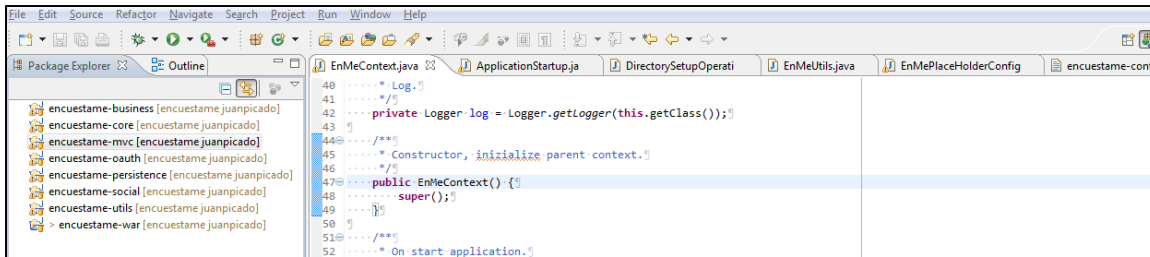 File Edit Source Refactor Navigate Search Project Run Window Help
Package Explorer Outline
EnMeContext.java ApplicationStartup.ja DirectorySetupOperati EnMeUtils.java EnMePlaceHolderConfig encuestame-conf
encuestame-business [encuestame juanpicado]
encuestame-core [encuestame juanpicado]
encuestame-mvc [encuestame juanpicado]
encuestame-oauth [encuestame juanpicado]
encuestame-persistence [encuestame juanpicado]
encuestame-social [encuestame juanpicado]
encuestame-utils [encuestame juanpicado]
> encuestame-war [encuestame juanpicado]
40 * Log.
41 */
42 private Logger log = Logger.getLogger(this.getClass());
43
44 /**
45 * Constructor, inizialize parent context.
46 */
47 public EnMeContext() {
48 super();
49 }
50
51 /**
52 * On start application.